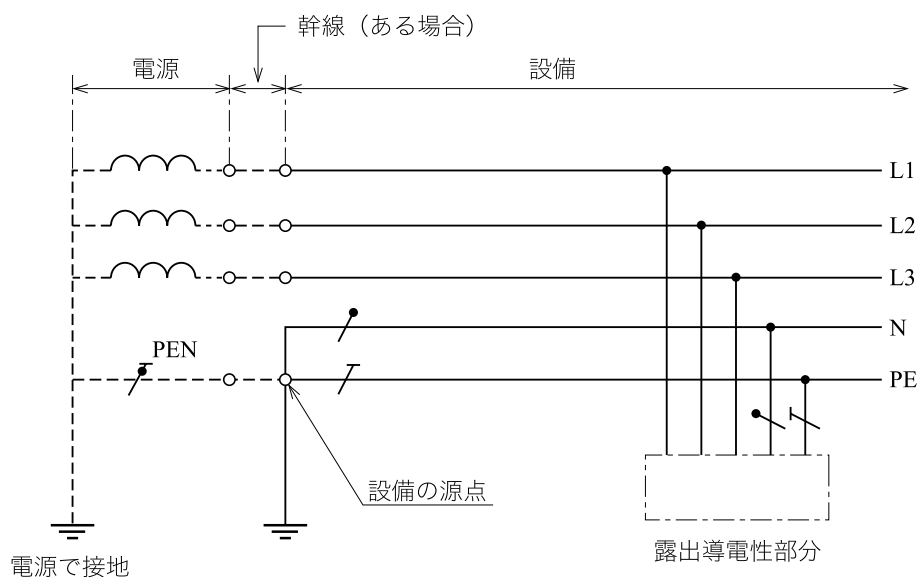 幹線（ある場合）
電源
設備
L1
L2
L3
N
PEN
PE
設備の源点
露出導電性部分
電源で接地